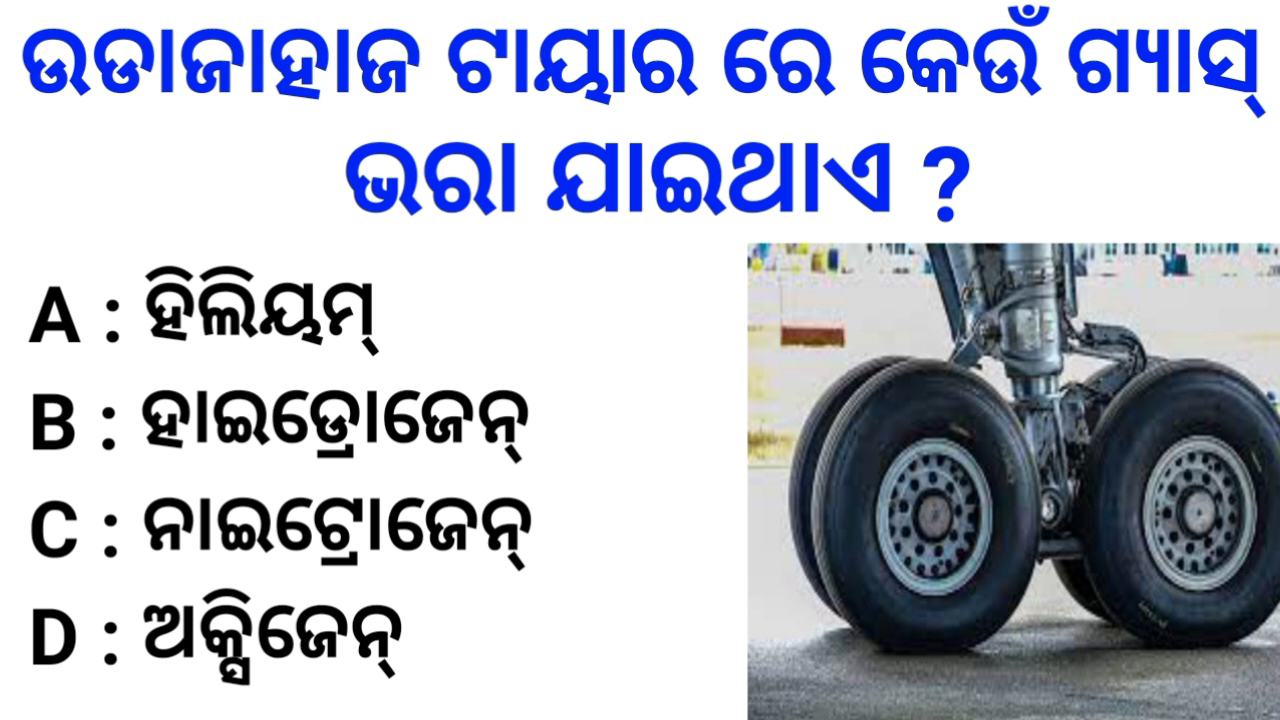 ଉଡାଜାହାଜ ଟାୟାର ରେ କେଉଁ ଗ୍ୟାସ୍
ଭରା ଯାଇଥାଏ ?
A : ହିଲିୟମ୍
B : ହାଇଡ୍ରୋଜେନ୍
C : ନାଇଟ୍ରୋଜେନ୍
D : ଅକ୍ସିଜେନ୍